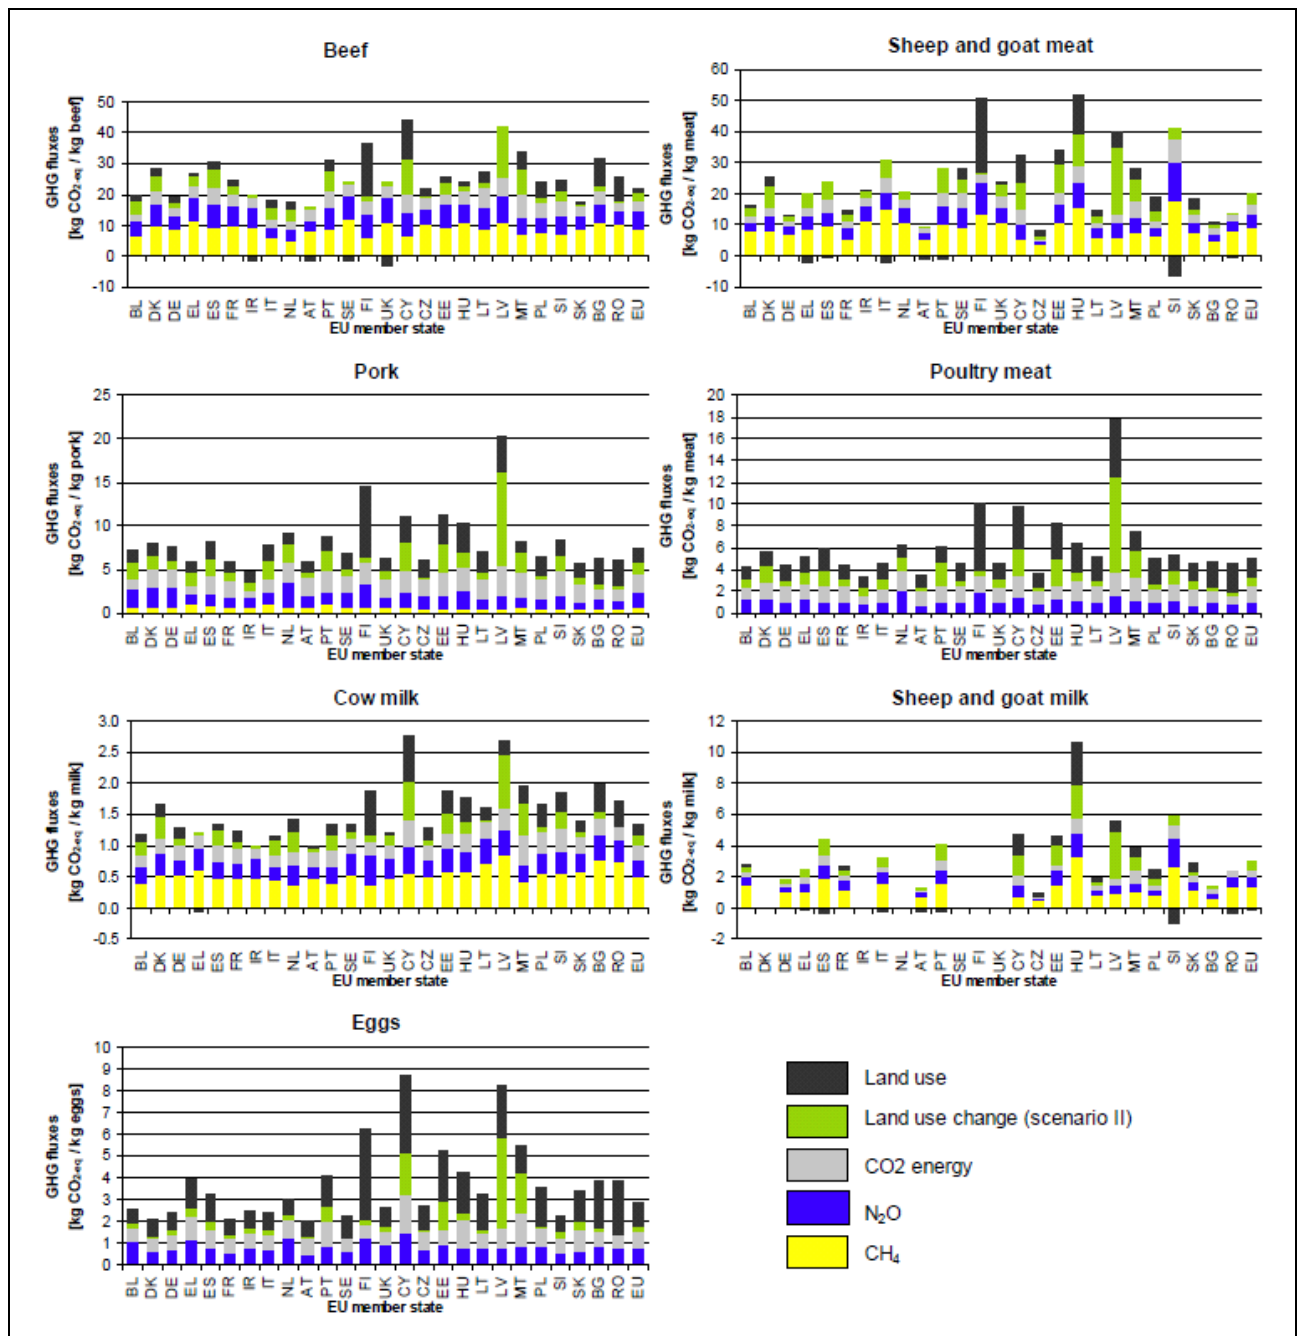 Beef
GHG fluxes
[kg CO2-eq / kg beef]
50
40
30
20
10
0
-10
BL DK DE EL ES FR IR IT NL AT PT SE FI UK CY CZ EE HU LT LV MT PL SI SK BG RO EU
EU member state
Sheep and goat meat
GHG fluxes
[kg CO2-eq / kg meat]
60
50
40
30
20
10
0
-10
BL DK DE EL ES FR IR IT NL AT PT SE FI UK CY CZ EE HU LT LV MT PL SI SK BG RO EU
EU member state
Pork
GHG fluxes
[kg CO2-eq / kg pork]
25
20
15
10
5
0
BL DK DE EL ES FR IR IT NL AT PT SE FI UK CY CZ EE HU LT LV MT PL SI SK BG RO EU
EU member state
Poultry meat
GHG fluxes
[kg CO2-eq / kg meat]
20
18
16
14
12
10
8
6
4
2
0
BL DK DE EL ES FR IR IT NL AT PT SE FI UK CY CZ EE HU LT LV MT PL SI SK BG RO EU
EU member state
Cow milk
GHG fluxes
[kg CO2-eq / kg milk]
3.0
2.5
2.0
1.5
1.0
0.5
0.0
-0.5
BL DK DE EL ES FR IR IT NL AT PT SE FI UK CY CZ EE HU LT LV MT PL SI SK BG RO EU
EU member state
Sheep and goat milk
GHG fluxes
[kg CO2-eq / kg milk]
12
10
8
6
4
2
0
-2
BL DK DE EL ES FR IR IT NL AT PT SE FI UK CY CZ EE HU LT LV MT PL SI SK BG RO EU
EU member state
Eggs
GHG fluxes
[kg CO2-eq / kg eggs]
10
9
8
7
6
5
4
3
2
1
0
BL DK DE EL ES FR IR IT NL AT PT SE FI UK CY CZ EE HU LT LV MT PL SI SK BG RO EU
EU member state
Land use
Land use change (scenario II)
CO2 energy
N₂O
CH₄